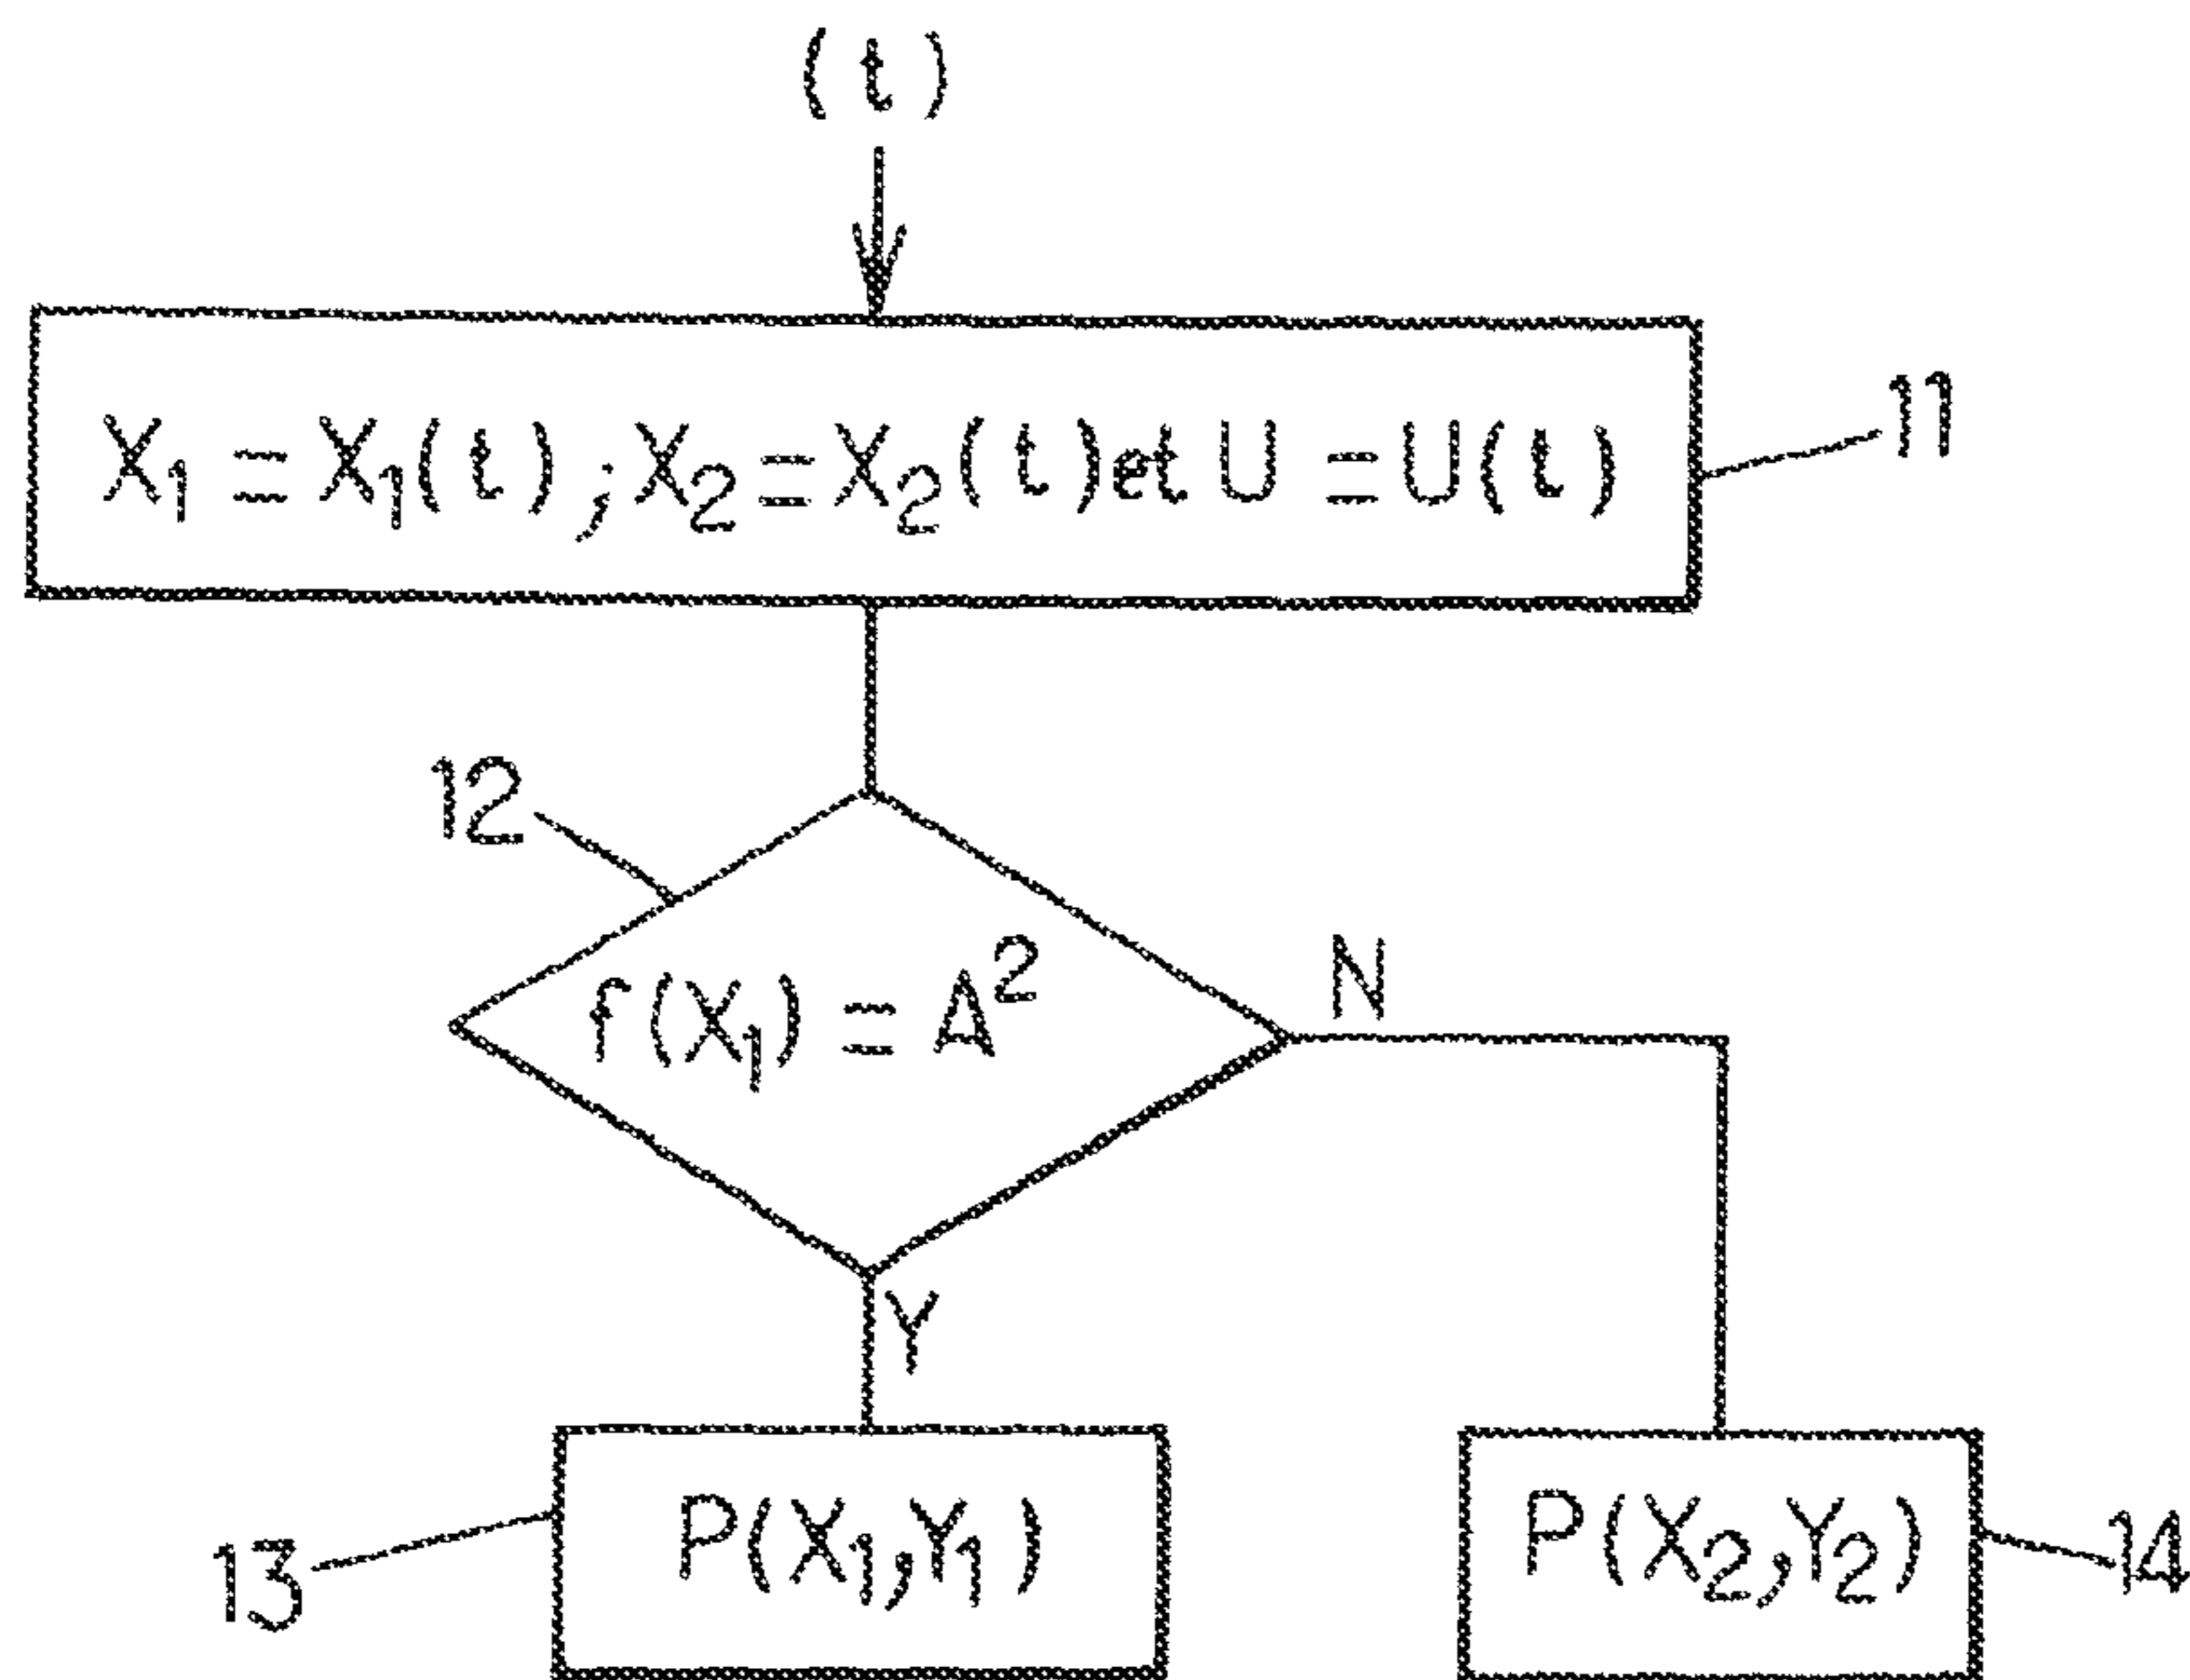 (t)
X₁ = X₁(t) ; X₂ = X₂(t) et U = U(t)
11
12
f(X₁) = A²
N
Y
P(X₁,Y₁)
13
P(X₂,Y₂)
14